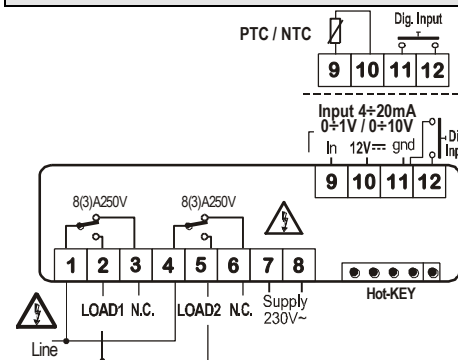 Dig. Input
PTC / NTC
9 10 11 12
Input 4÷20mA
0÷1V / 0÷10V
In 12V gnd
9 10 11 12
8(3)A250V 8(3)A250V
1 2 3 4 5 6 7 8
LOAD1 N.C. LOAD2 N.C. Supply
230V~
Hot-KEY
Line